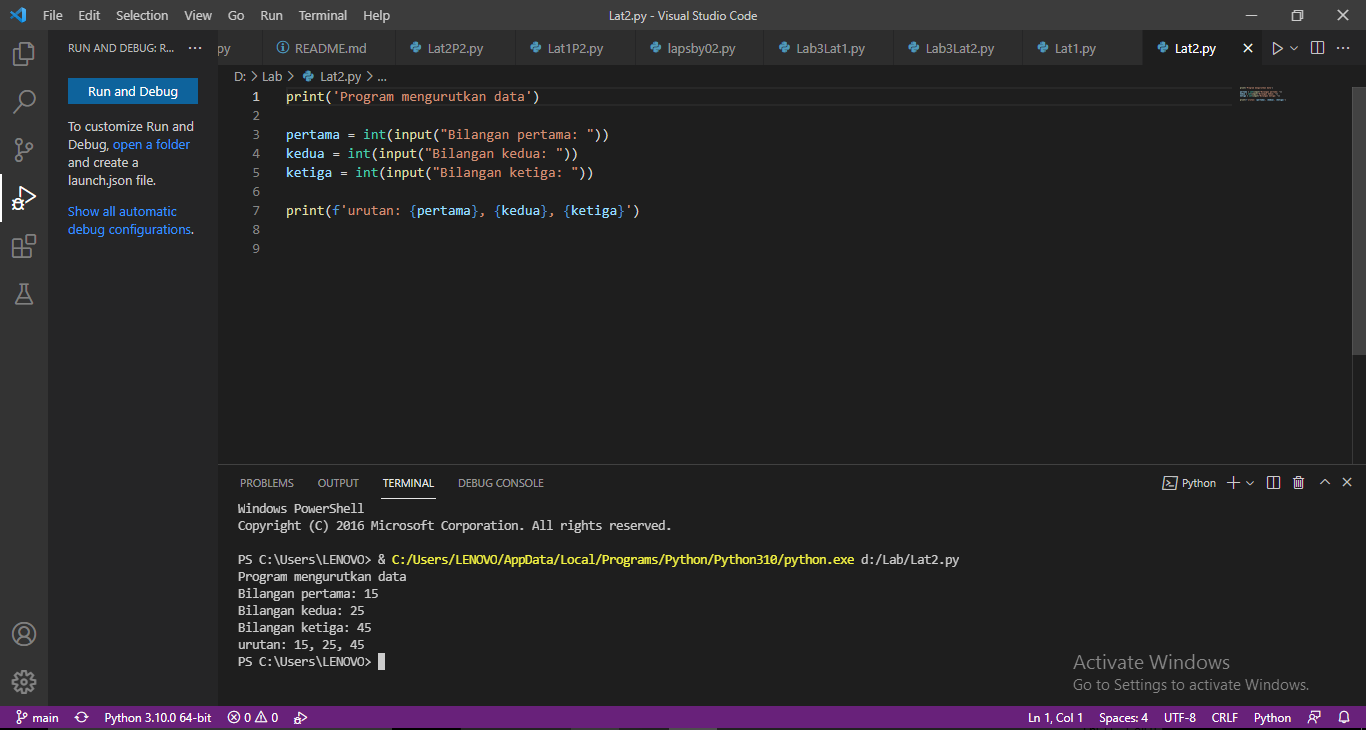 File Edit Selection View Go Run Terminal Help Lat2.py - Visual Studio Code
RUN AND DEBUG: R... ···
py README.md Lat2P2.py Lat1P2.py lapsby02.py Lab3Lat1.py Lab3Lat2.py Lat1.py Lat2.py
Run and Debug
To customize Run and
Debug, open a folder
and create a
launch.json file.
Show all automatic
debug configurations.
D: > Lab > Lat2.py > ...
1 print('Program mengurutkan data')
2
3 pertama = int(input("Bilangan pertama: "))
4 kedua = int(input("Bilangan kedua: "))
5 ketiga = int(input("Bilangan ketiga: "))
6
7 print(f'urutan: {pertama}, {kedua}, {ketiga}')
8
9
PROBLEMS OUTPUT TERMINAL DEBUG CONSOLE Python
Windows PowerShell
Copyright (C) 2016 Microsoft Corporation. All rights reserved.
PS C:\Users\LENOVO> & C:/Users/LENOVO/AppData/Local/Programs/Python/Python310/python.exe d:/Lab/Lat2.py
Program mengurutkan data
Bilangan pertama: 15
Bilangan kedua: 25
Bilangan ketiga: 45
urutan: 15, 25, 45
PS C:\Users\LENOVO>
Activate Windows
Go to Settings to activate Windows.
main Python 3.10.0 64-bit 0 0 Ln 1, Col 1 Spaces: 4 UTF-8 CRLF Python